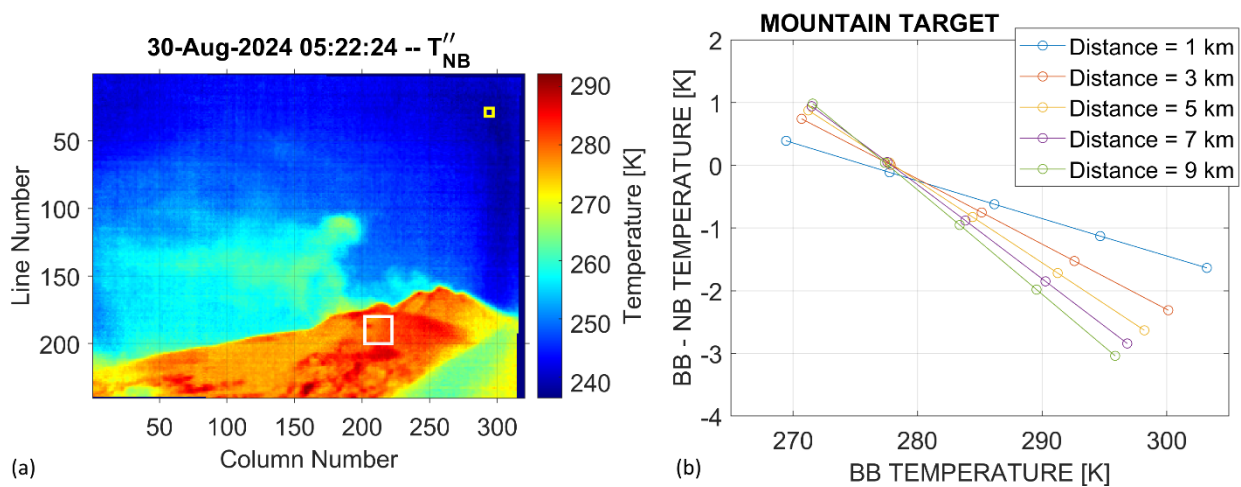 30-Aug-2024 05:22:24 -- T''NB
Line Number
50
100
150
200
50 100 150 200 250 300
Column Number
290
280
270
260
250
240
Temperature [K]
(a)
MOUNTAIN TARGET
Distance = 1 km
Distance = 3 km
Distance = 5 km
Distance = 7 km
Distance = 9 km
BB - NB TEMPERATURE [K]
2
1
0
-1
-2
-3
-4
270 280 290 300
BB TEMPERATURE [K]
(b)